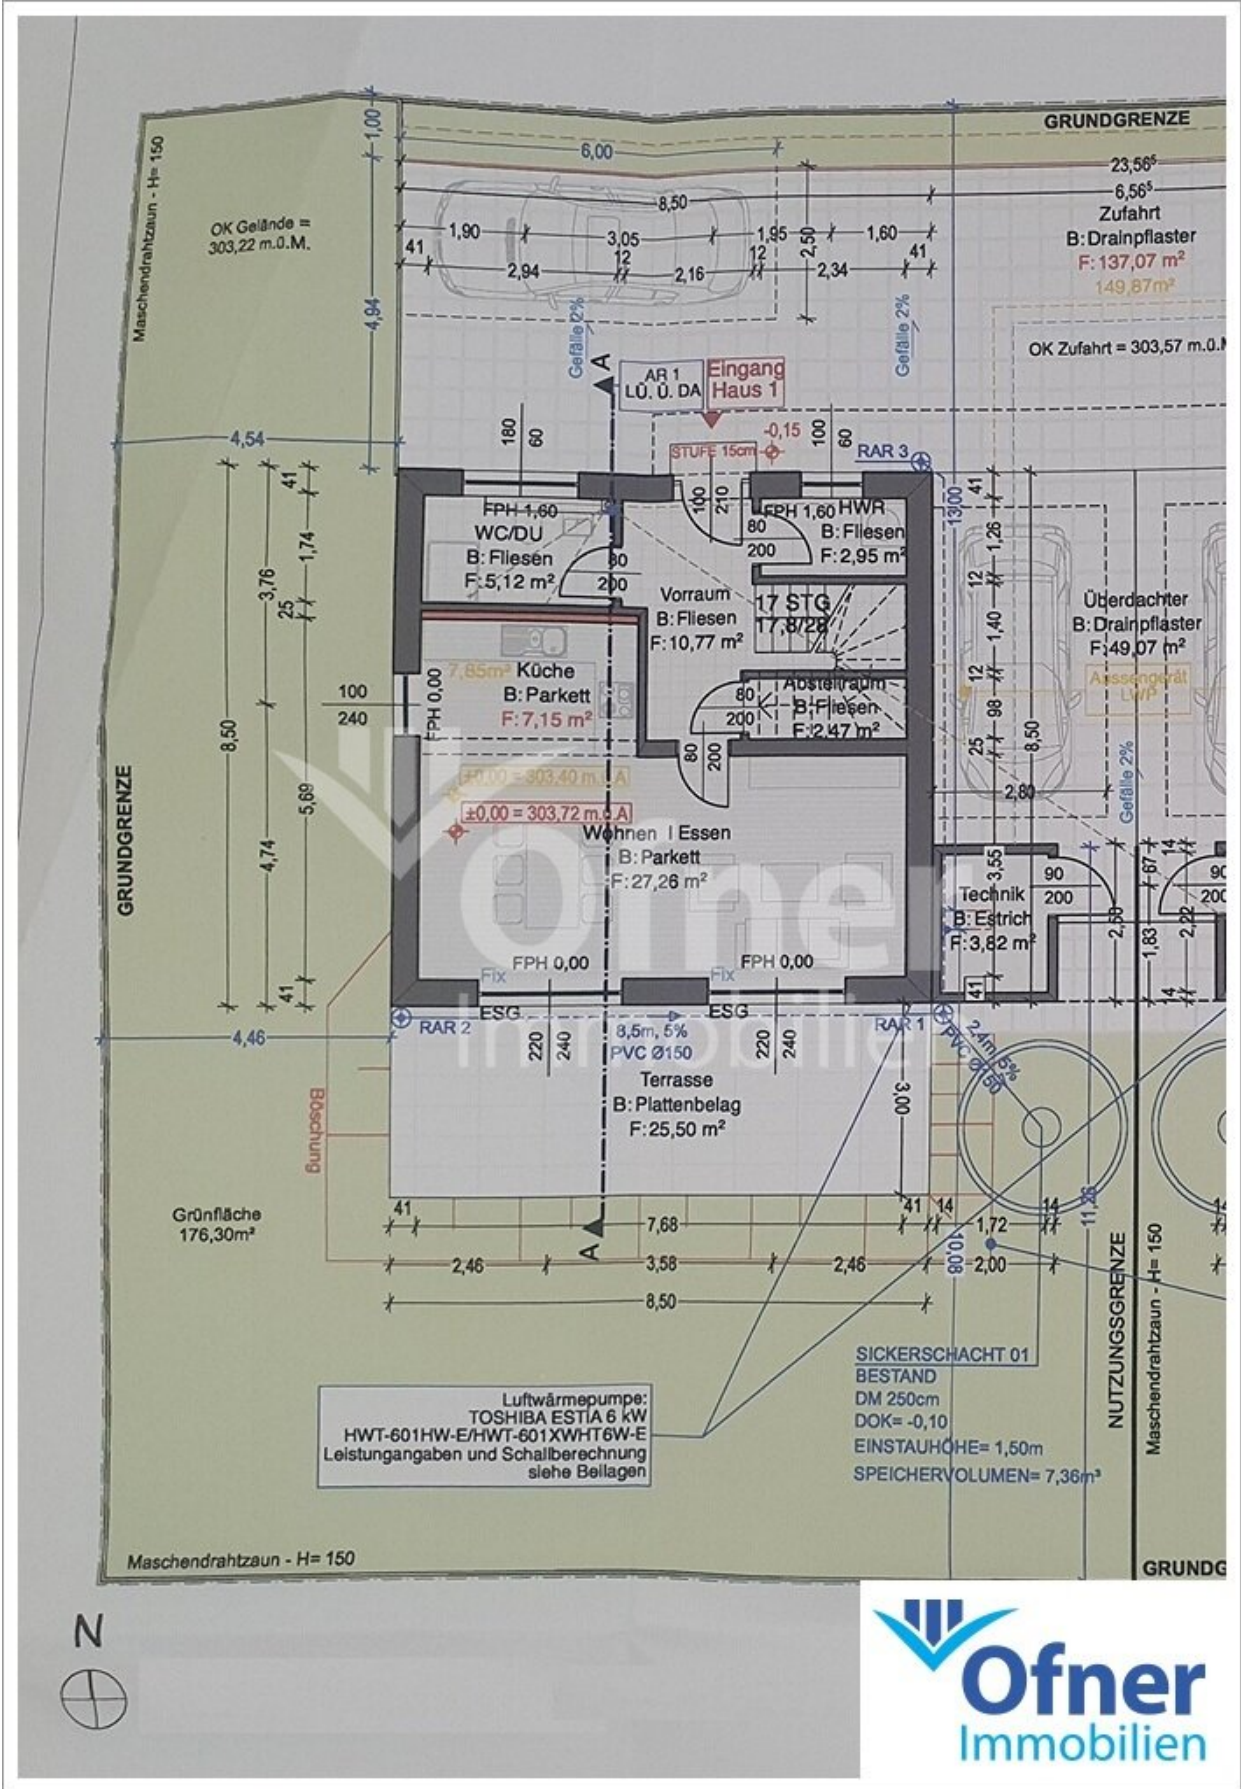 GRUNDGRENZE
1,00
6,00
23,56⁵
6,56⁵
8,50
Zufahrt
B: Drainpflaster
F: 137,07 m²
149,87m²
Maschendrahtzaun - H= 150
OK Gelände =
303,22 m.ü.M.
1,90
3,05
1,95
2,50
1,60
41
12
12
41
2,94
2,16
2,34
4,94
Gefälle 2%
Gefälle 2%
OK Zufahrt = 303,57 m.ü.M
A
AR 1
LÜ. Ü. DA
Eingang
Haus 1
-0,15
180
60
100
60
STUFE 15cm
RAR 3
4,54
41
1,74
3,76
25
8,50
5,69
4,74
41
FPH 1,60
WC/DU
B: Fliesen
F: 5,12 m²
80
200
100
210
FPH 1,60
HWR
B: Fliesen
F: 2,95 m²
80
200
13,00
41
1,26
12
1,40
12
98
25
8,50
Vorraum
B: Fliesen
F: 10,77 m²
17 STG
17,8/28
Überdachter
B: Drainpflaster
F: 49,07 m²
Aussengerät
LWP
7,85m²
Küche
B: Parkett
F: 7,15 m²
100
240
FPH 0,00
Abstellraum
B: Fliesen
F: 2,47 m²
80
200
80
200
±0,00 = 303,40 m.ü.A
±0,00 = 303,72 m.ü.A
Wohnen I Essen
B: Parkett
F: 27,26 m²
2,80
Gefälle 2%
GRUNDGRENZE
3,55
Technik
B: Estrich
F: 3,82 m²
90
200
14
67
2,22
2,50
1,83
90
200
14
41
Fix
FPH 0,00
Fix
FPH 0,00
ESG
ESG
RAR 2
8,5m, 5%
PVC Ø150
RAR 1
2,4m, 5%
PVC Ø150
220
240
220
240
4,46
Terrasse
B: Plattenbelag
F: 25,50 m²
3,00
Böschung
Grünfläche
176,30m²
41
7,68
41
14
1,72
14
11,26
14
A
2,46
3,58
2,46
10,08
2,00
8,50
NUTZUNGSGRENZE
Maschendrahtzaun - H= 150
SICKERSCHACHT 01
BESTAND
DM 250cm
DOK= -0,10
EINSTAUHÖHE= 1,50m
SPEICHERVOLUMEN= 7,36m³
Luftwärmepumpe:
TOSHIBA ESTIA 6 kW
HWT-601HW-E/HWT-601XWHT6W-E
Leistungangaben und Schallberechnung
siehe Beilagen
Maschendrahtzaun - H= 150
GRUNDG
N
Ofner
Immobilien
Ofner
Immobilien